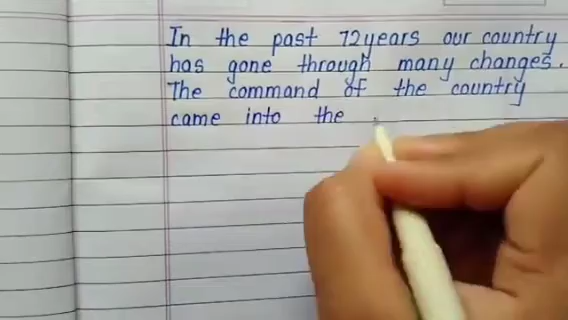 In the past 72years our country
has gone through many changes.
The command of the country
came into the